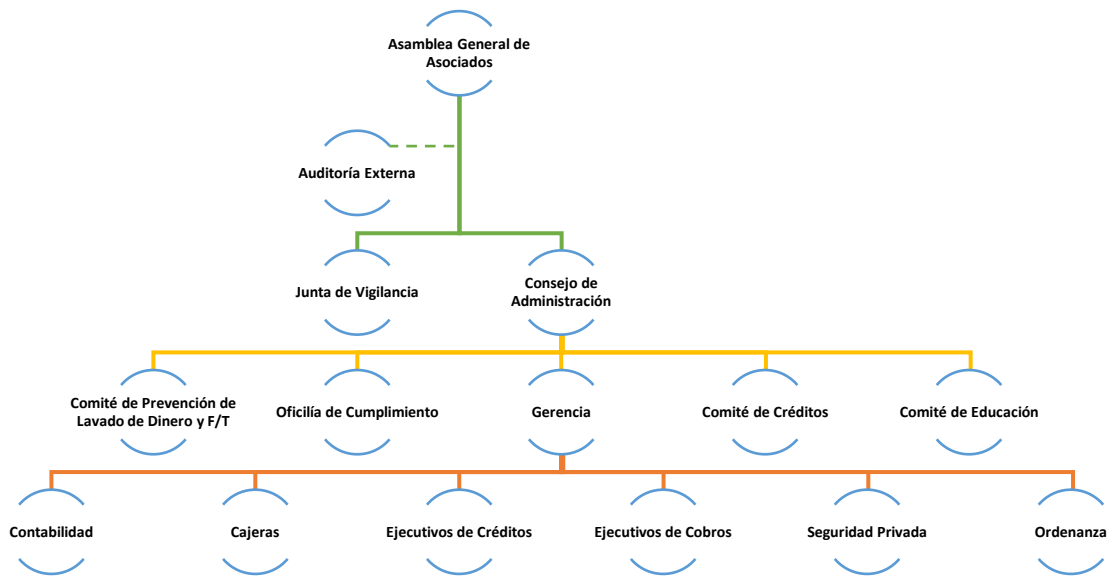 Asamblea General de
Asociados
Auditoría Externa
Junta de Vigilancia
Consejo de
Administración
Comité de Prevención de
Lavado de Dinero y F/T
Oficilía de Cumplimiento
Gerencia
Comité de Créditos
Comité de Educación
Contabilidad
Cajeras
Ejecutivos de Créditos
Ejecutivos de Cobros
Seguridad Privada
Ordenanza